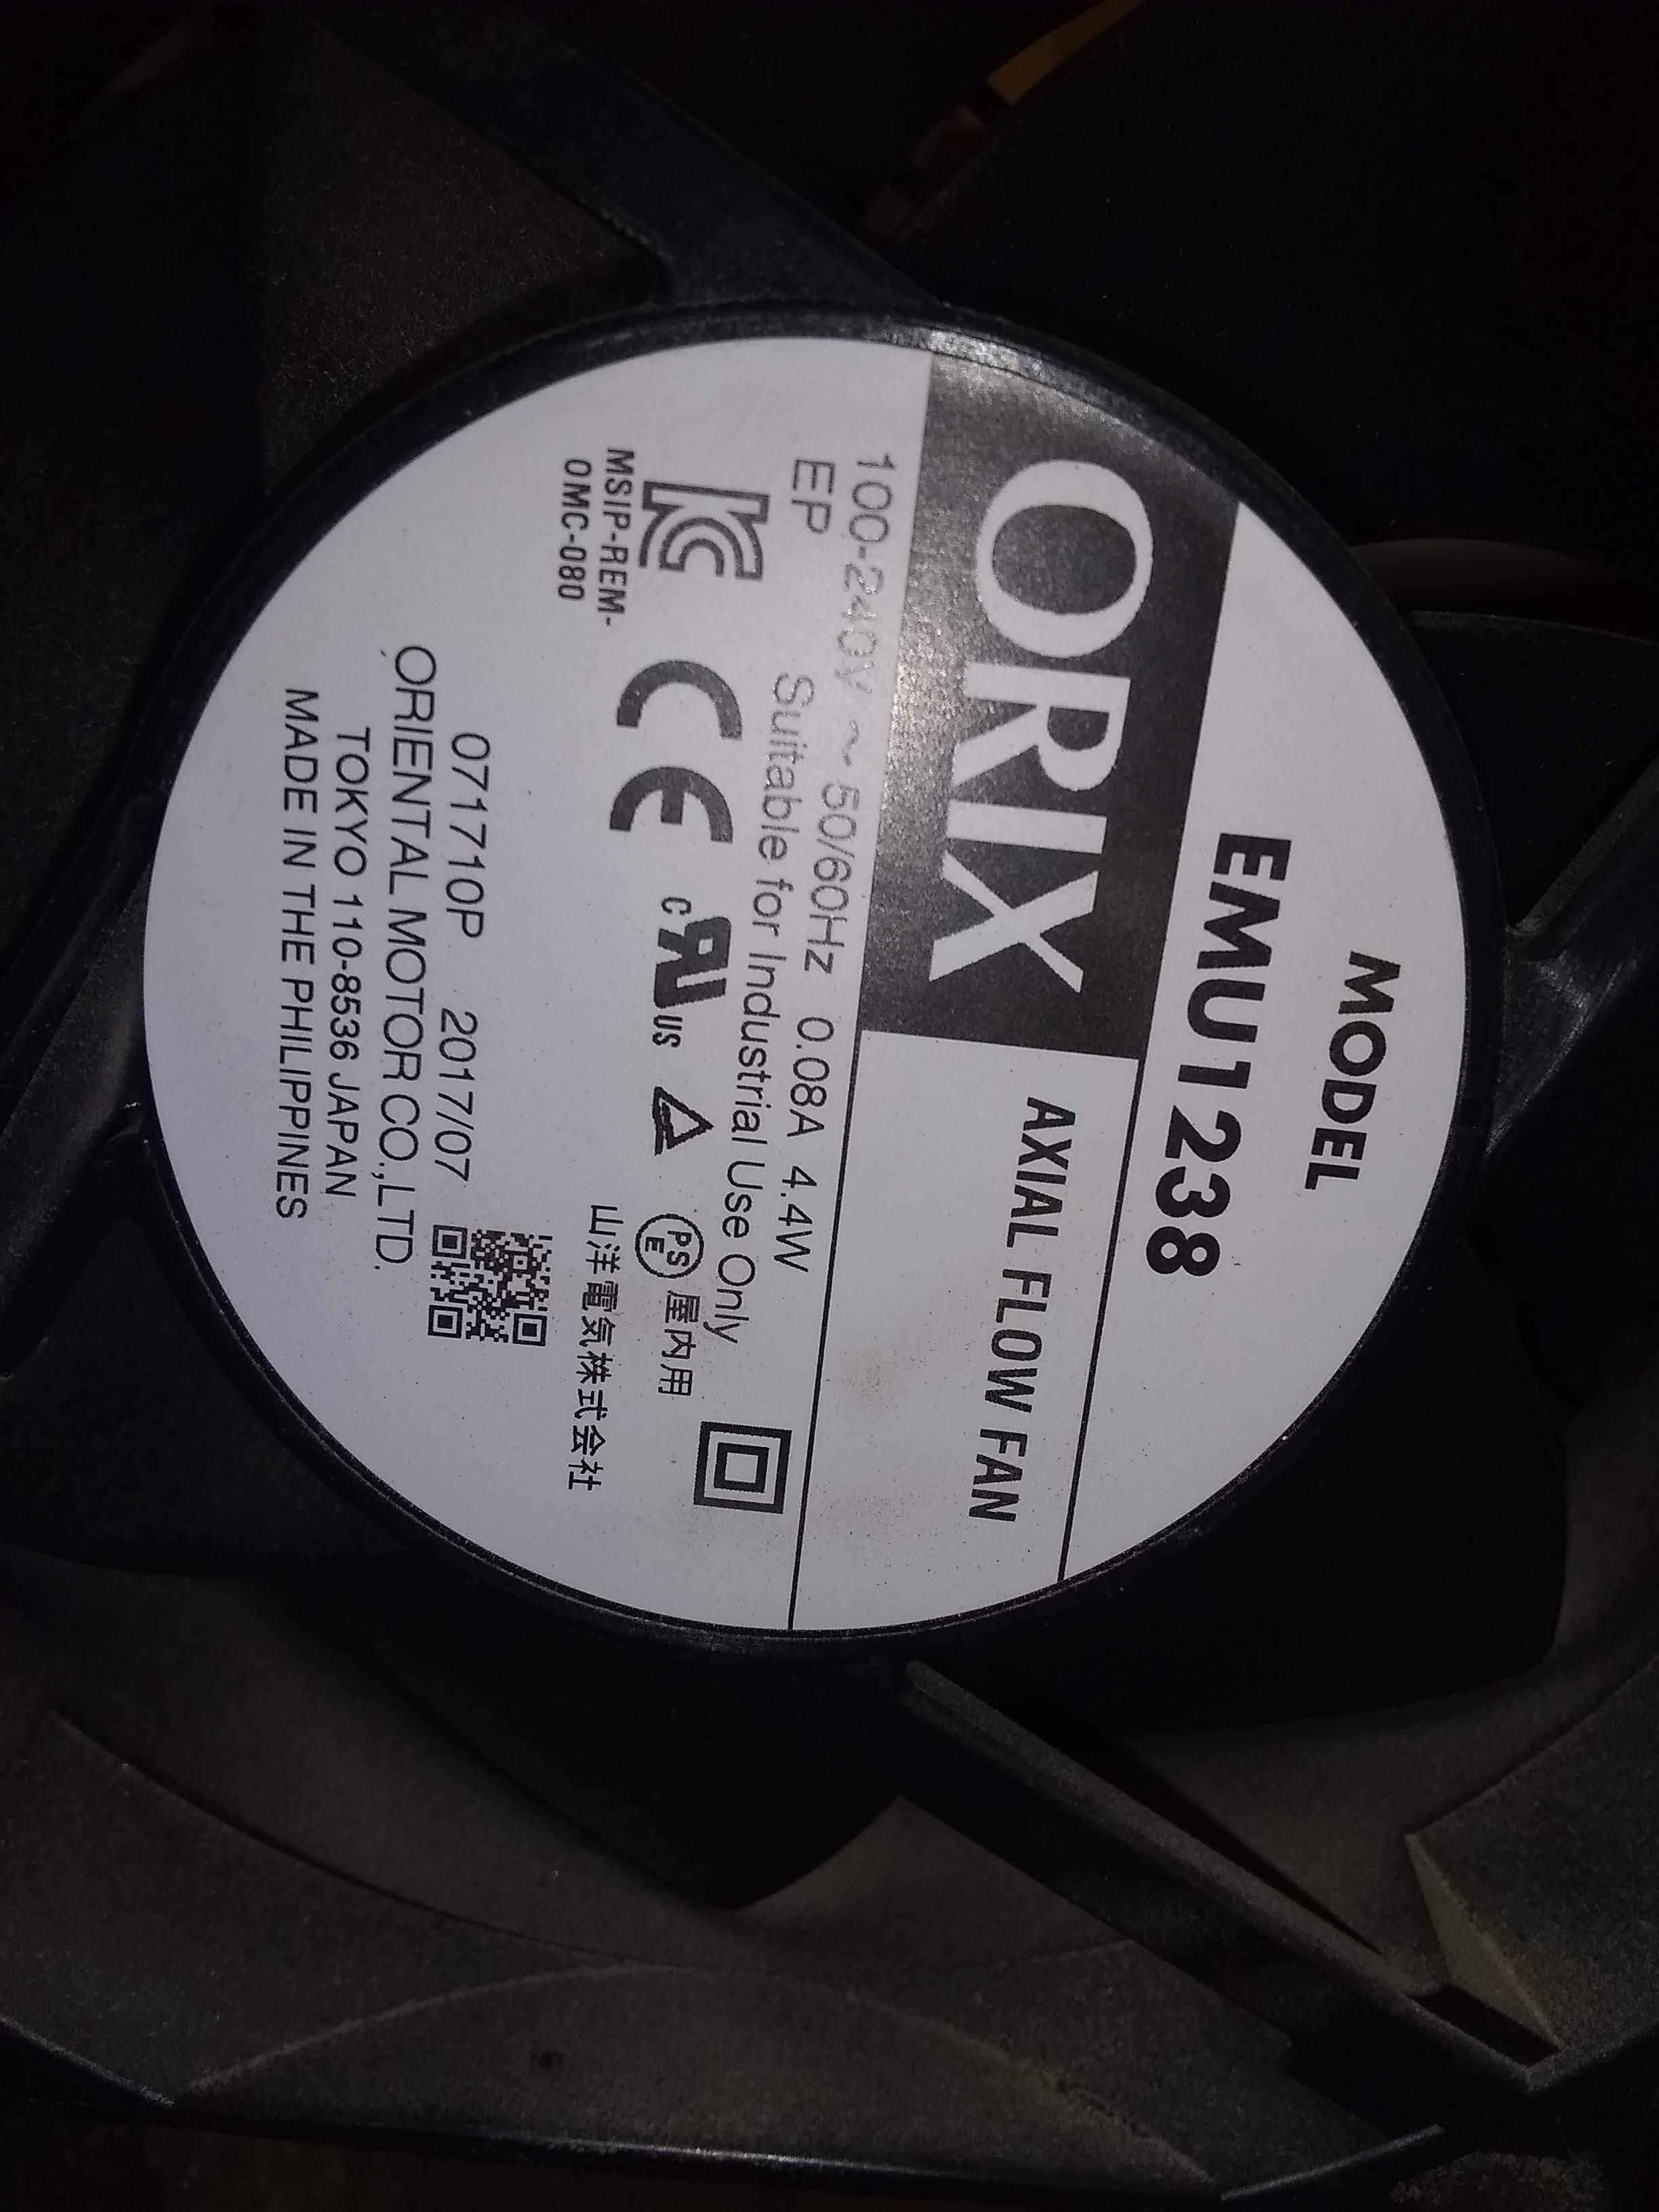 MODEL
EMU1238
ORIX AXIAL FLOW FAN
100-240V ~ 50/60Hz 0.08A 4.4W
EP Suitable for Industrial Use Only
MSIP-REM-
OMC-080
CE
c RU US
PS
E
屋内用
山洋電気株式会社
071710P 2017/07
ORIENTAL MOTOR CO.,LTD.
TOKYO 110-8536 JAPAN
MADE IN THE PHILIPPINES